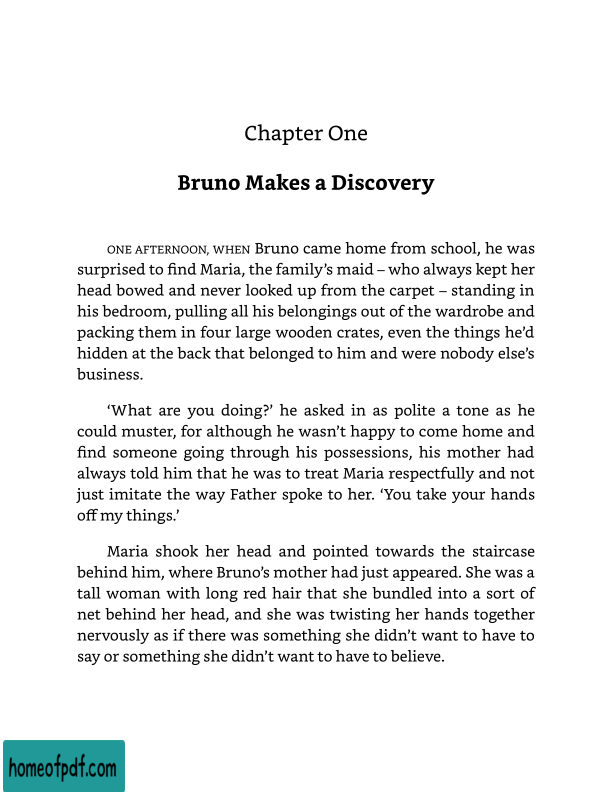 Chapter One
Bruno Makes a Discovery
ONE AFTERNOON, WHEN Bruno came home from school, he was
surprised to find Maria, the family’s maid – who always kept her
head bowed and never looked up from the carpet – standing in
his bedroom, pulling all his belongings out of the wardrobe and
packing them in four large wooden crates, even the things he’d
hidden at the back that belonged to him and were nobody else’s
business.
‘What are you doing?’ he asked in as polite a tone as he
could muster, for although he wasn’t happy to come home and
find someone going through his possessions, his mother had
always told him that he was to treat Maria respectfully and not
just imitate the way Father spoke to her. ‘You take your hands
off my things.’
Maria shook her head and pointed towards the staircase
behind him, where Bruno’s mother had just appeared. She was a
tall woman with long red hair that she bundled into a sort of
net behind her head, and she was twisting her hands together
nervously as if there was something she didn’t want to have to
say or something she didn’t want to have to believe.
homeofpdf.com